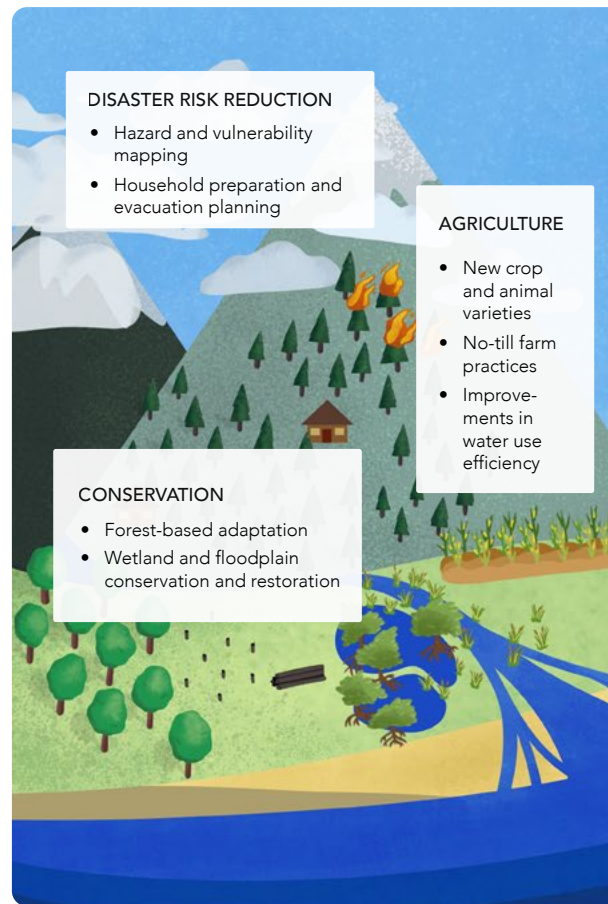 DISASTER RISK REDUCTION
• Hazard and vulnerability
mapping
• Household preparation and
evacuation planning
AGRICULTURE
• New crop
and animal
varieties
• No-till farm
practices
• Improve-
ments in
water use
efficiency
CONSERVATION
• Forest-based adaptation
• Wetland and floodplain
conservation and restoration